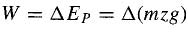 W = ΔE_P = Δ(mzg)